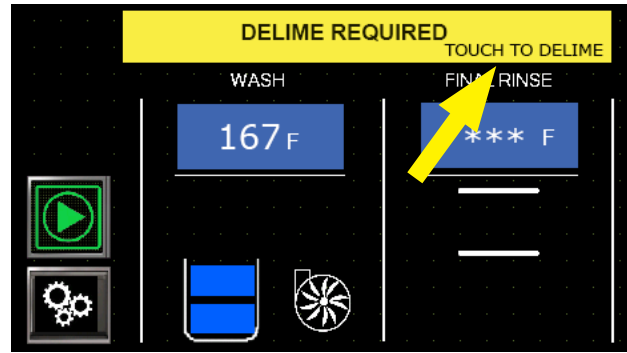 DELIME REQUIRED
TOUCH TO DELIME
WASH
FINAL RINSE
167 F
*** F